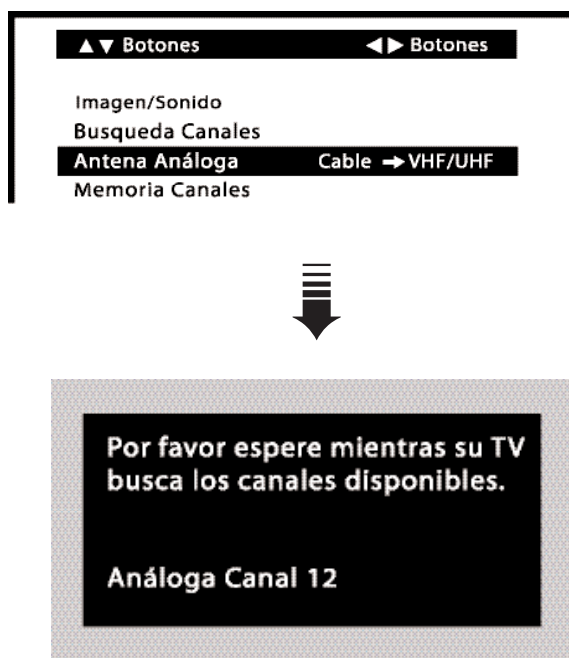 ▲▼ Botones ◀▶ Botones
Imagen/Sonido
Busqueda Canales
Antena Análoga Cable ➔ VHF/UHF
Memoria Canales
Por favor espere mientras su TV
busca los canales disponibles.
Análoga Canal 12